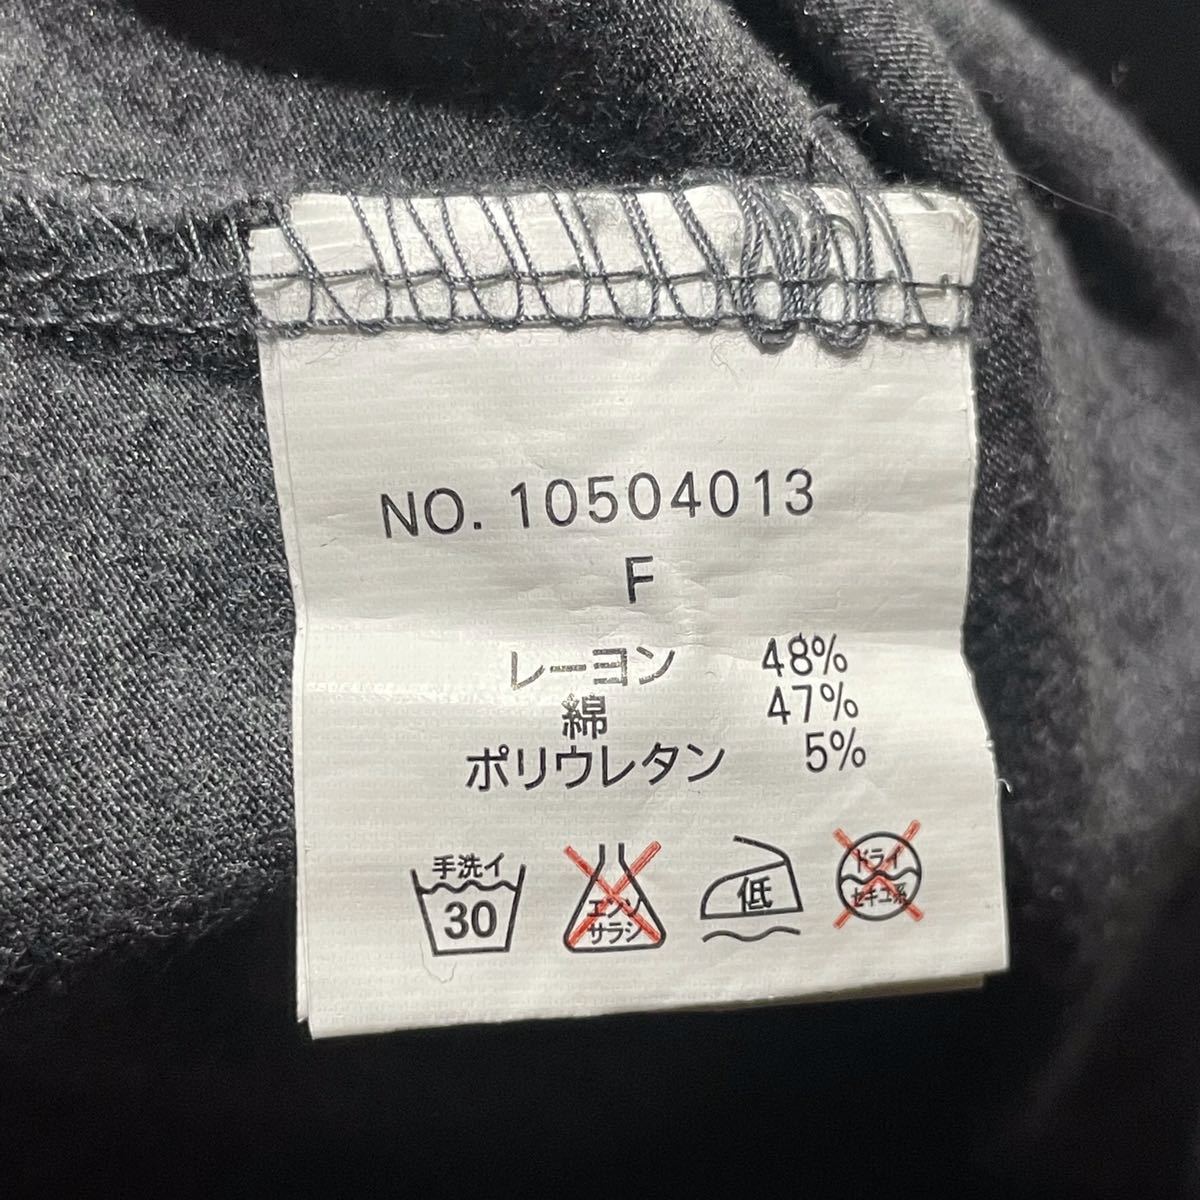 NO. 10504013
F
レーヨン 48%
綿 47%
ポリウレタン 5%
手洗イ
30
エンソ
サラシ
低
ドライ
セキユ系